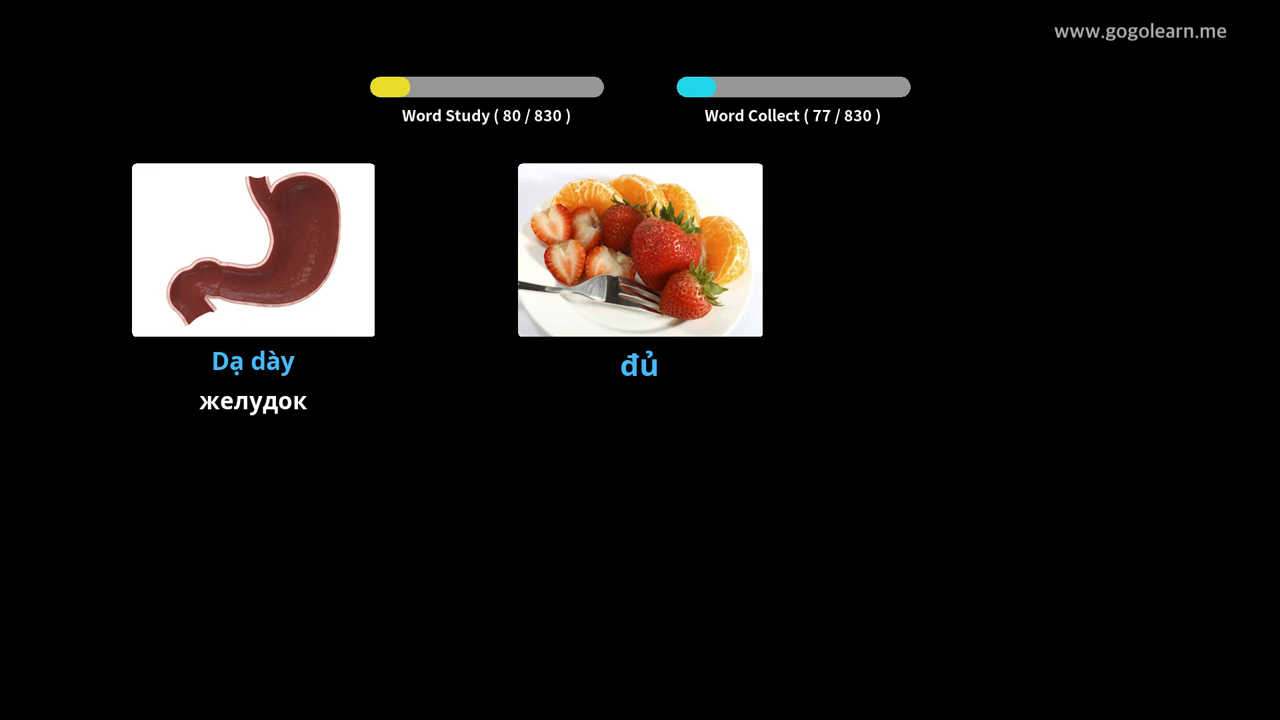 www.gogolearn.me
Word Study ( 80 / 830 )
Word Collect ( 77 / 830 )
Dạ dày
желудок
đủ